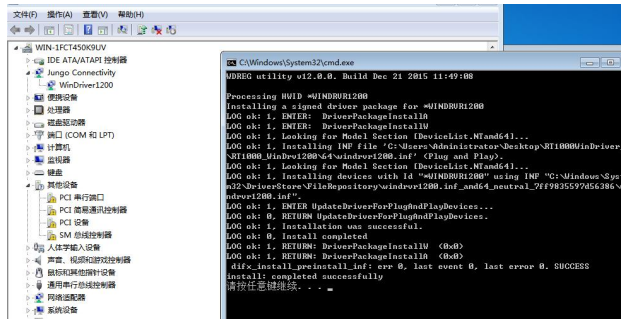 文件(F) 操作(A) 查看(V) 帮助(H)
WIN-1FCT450K9UV
IDE ATA/ATAPI 控制器
Jungo Connectivity
WinDriver1200
便携设备
处理器
磁盘驱动器
端口 (COM 和 LPT)
计算机
监视器
键盘
其他设备
PCI 串行端口
PCI 简易通讯控制器
PCI 设备
SM 总线控制器
人体学输入设备
声音、视频和游戏控制器
鼠标和其他指针设备
通用串行总线控制器
网络适配器
系统设备
C:\Windows\System32\cmd.exe
WDREG utility v12.0.0. Build Dec 21 2015 11:49:08
Processing HWID *WINDRVR1200
Installing a signed driver package for *WINDRVR1200
LOG ok: 1, ENTER: DriverPackageInstallA
LOG ok: 1, ENTER: DriverPackageInstallW
LOG ok: 1, Looking for Model Section [DeviceList.NTamd64]...
LOG ok: 1, Installing INF file 'C:\Users\Administrator\Desktop\RT1000WinDriver
\RT1000_WinDrv1200\64\windrvr1200.inf' (Plug and Play).
LOG ok: 1, Looking for Model Section [DeviceList.NTamd64]...
LOG ok: 1, Installing devices with Id "*WINDRVR1200" using INF "C:\Windows\Sys
m32\DriverStore\FileRepository\windrvr1200.inf_amd64_neutral_7ff9835597d56386\
ndrvr1200.inf".
LOG ok: 1, ENTER UpdateDriverForPlugAndPlayDevices...
LOG ok: 0, RETURN UpdateDriverForPlugAndPlayDevices.
LOG ok: 1, Installation was successful.
LOG ok: 0, Install completed
LOG ok: 1, RETURN: DriverPackageInstallW (0x0)
LOG ok: 1, RETURN: DriverPackageInstallA (0x0)
difx_install_preinstall_inf: err 0, last event 0, last error 0. SUCCESS
install: completed successfully
请按任意键继续. . .